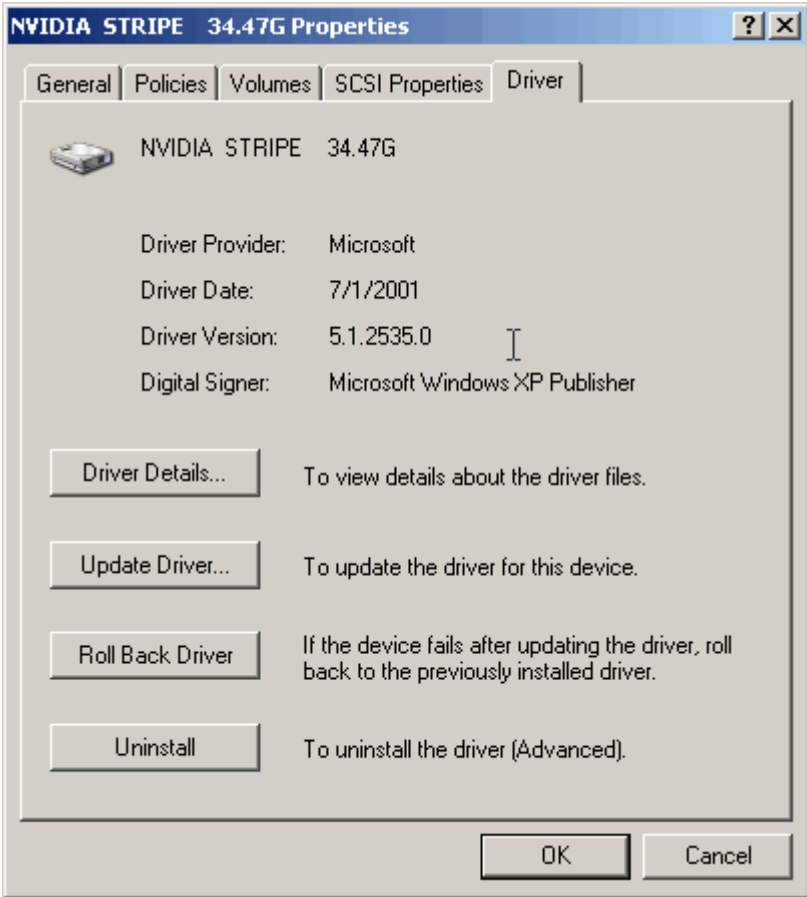 NVIDIA STRIPE 34.47G Properties
General Policies Volumes SCSI Properties Driver
NVIDIA STRIPE 34.47G
Driver Provider: Microsoft
Driver Date: 7/1/2001
Driver Version: 5.1.2535.0
Digital Signer: Microsoft Windows XP Publisher
Driver Details... To view details about the driver files.
Update Driver... To update the driver for this device.
Roll Back Driver If the device fails after updating the driver, roll
back to the previously installed driver.
Uninstall To uninstall the driver (Advanced).
OK Cancel